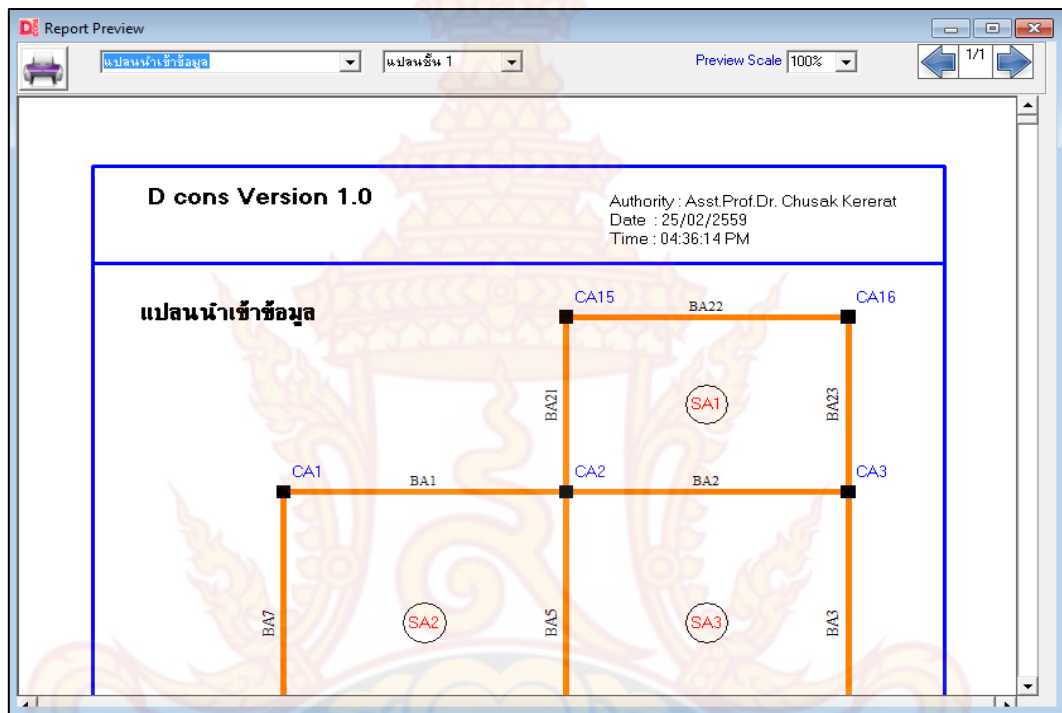 D cons Report Preview
แปลนนำเข้าข้อมูล แปลนชั้น 1 Preview Scale 100% 1/1
D cons Version 1.0
Authority : Asst.Prof.Dr. Chusak Kererat
Date : 25/02/2559
Time : 04:36:14 PM
แปลนนำเข้าข้อมูล
CA15 BA22 CA16
BA21 SA1 BA23
CA1 BA1 CA2 BA2 CA3
BA7 SA2 BA5 SA3 BA3